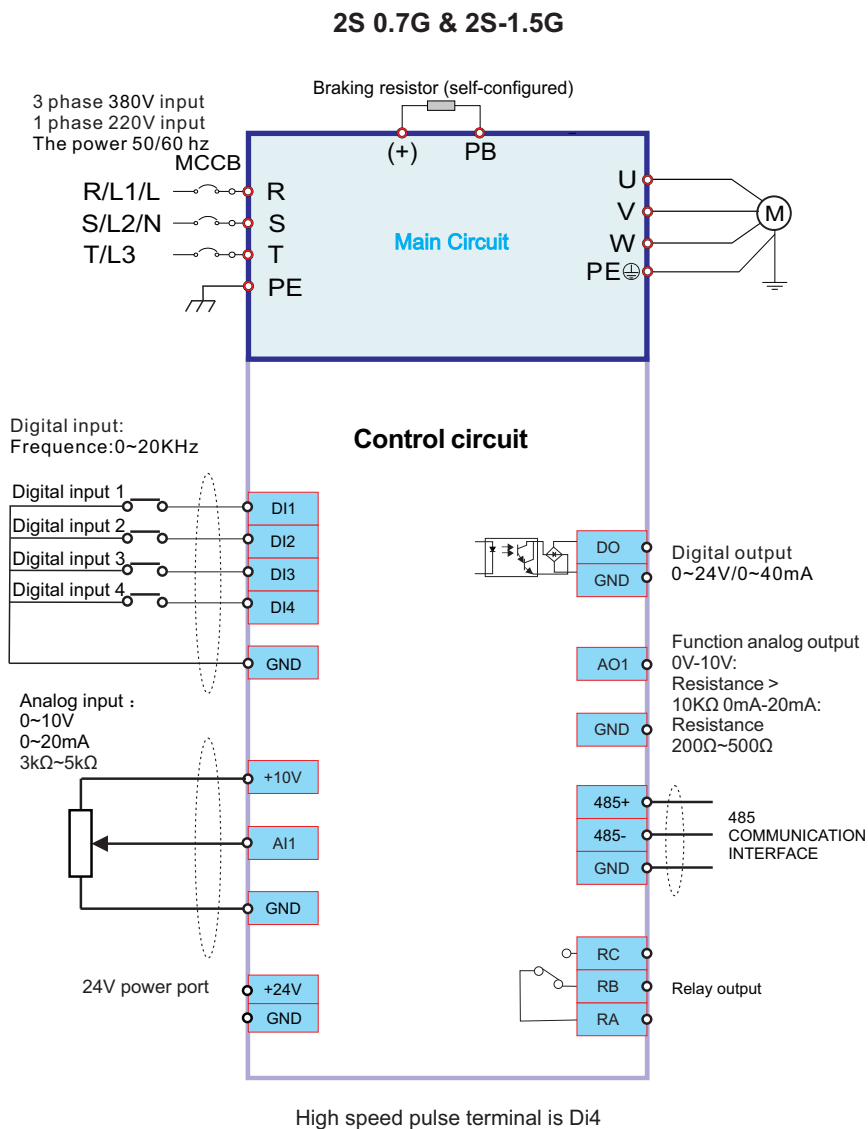 2S 0.7G & 2S-1.5G
Braking resistor (self-configured)
3 phase 380V input
1 phase 220V input
The power 50/60 hz
MCCB
(+)
PB
R/L1/L
R
S/L2/N
S
T/L3
T
PE
Main Circuit
U
V
W
PE
M
Control circuit
Digital input:
Frequence:0~20KHz
Digital input 1
DI1
Digital input 2
DI2
Digital input 3
DI3
Digital input 4
DI4
GND
Analog input :
0~10V
0~20mA
3kΩ~5kΩ
+10V
AI1
GND
24V power port
+24V
GND
DO
GND
Digital output
0~24V/0~40mA
AO1
GND
Function analog output
0V-10V:
Resistance >
10KΩ 0mA-20mA:
Resistance
200Ω~500Ω
485+
485-
GND
485
COMMUNICATION
INTERFACE
RC
RB
RA
Relay output
High speed pulse terminal is Di4